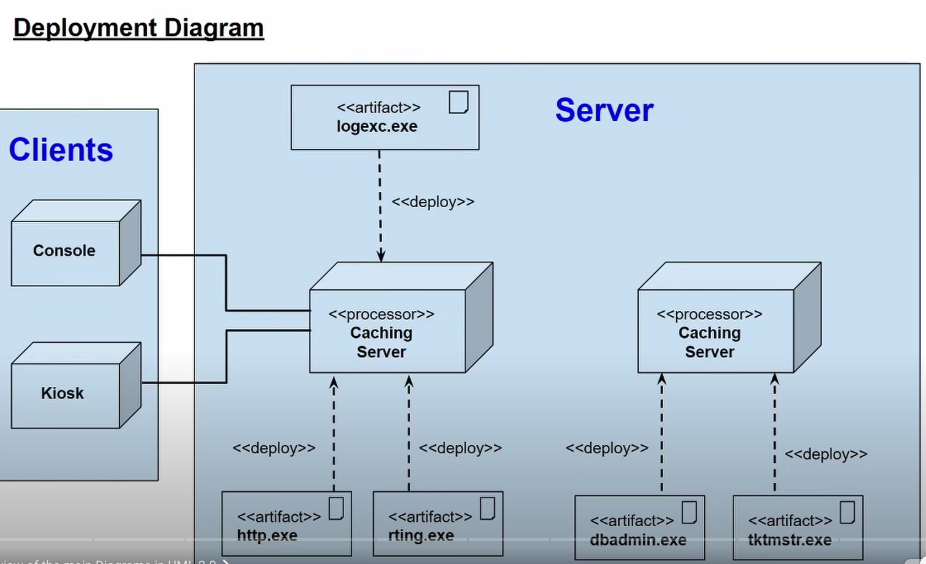 Deployment Diagram
Clients
Server
<<artifact>>
logexc.exe
<<deploy>>
Console
Kiosk
<<processor>>
Caching
Server
<<processor>>
Caching
Server
<<deploy>>
<<deploy>>
<<deploy>>
<<deploy>>
<<artifact>>
http.exe
<<artifact>>
rting.exe
<<artifact>>
dbadmin.exe
<<artifact>>
tktmstr.exe
view of the main Diagrams in UML 2.0